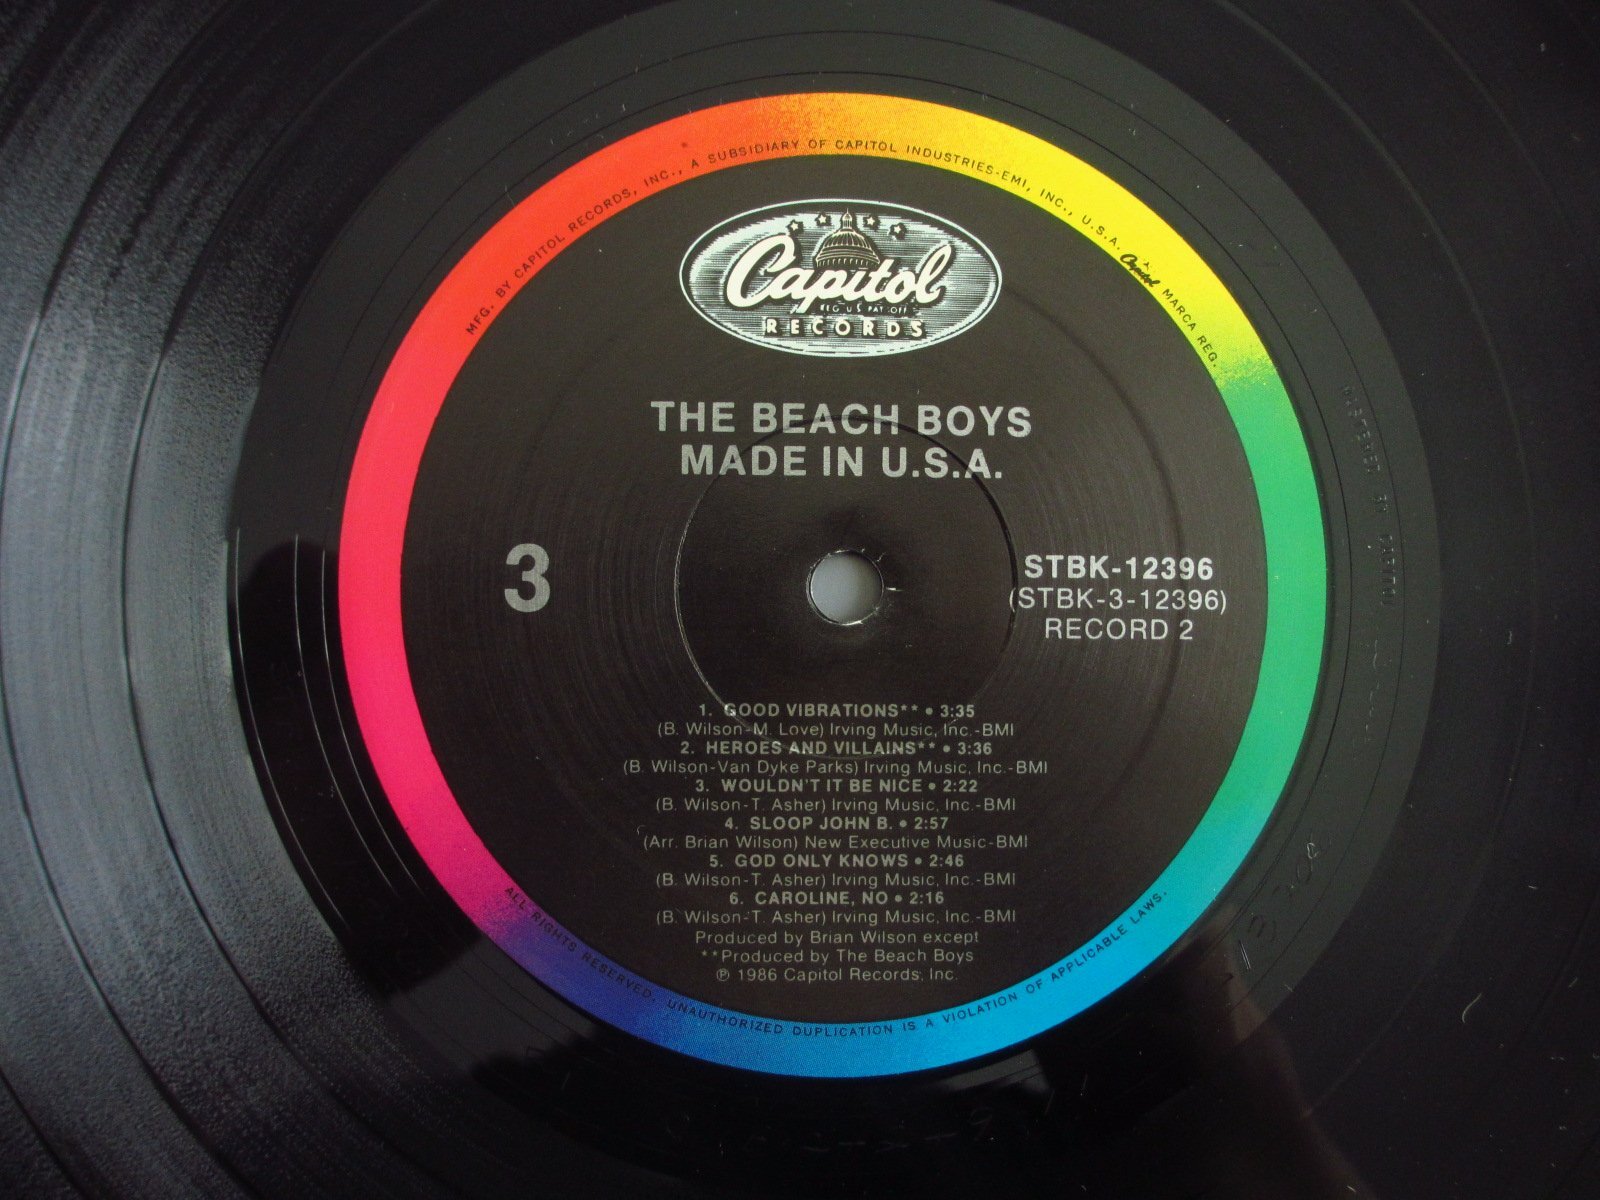 MFG. BY CAPITOL RECORDS, INC., A SUBSIDIARY OF CAPITOL INDUSTRIES-EMI, INC., U.S.A. Capitol MARCA REG.
Capitol
REG. U.S. PAT. OFF.
RECORDS
THE BEACH BOYS
MADE IN U.S.A.
3
STBK-12396
(STBK-3-12396)
RECORD 2
1. GOOD VIBRATIONS** • 3:35
(B. Wilson-M. Love) Irving Music, Inc.-BMI
2. HEROES AND VILLAINS** • 3:36
(B. Wilson-Van Dyke Parks) Irving Music, Inc.-BMI
3. WOULDN'T IT BE NICE • 2:22
(B. Wilson-T. Asher) Irving Music, Inc.-BMI
4. SLOOP JOHN B. • 2:57
(Arr. Brian Wilson) New Executive Music-BMI
5. GOD ONLY KNOWS • 2:46
(B. Wilson-T. Asher) Irving Music, Inc.-BMI
6. CAROLINE, NO • 2:16
(B. Wilson-T. Asher) Irving Music, Inc.-BMI
Produced by Brian Wilson except
**Produced by The Beach Boys
℗ 1986 Capitol Records, Inc.
ALL RIGHTS RESERVED. UNAUTHORIZED DUPLICATION IS A VIOLATION OF APPLICABLE LAWS.
MASTERED BY CAPITOL